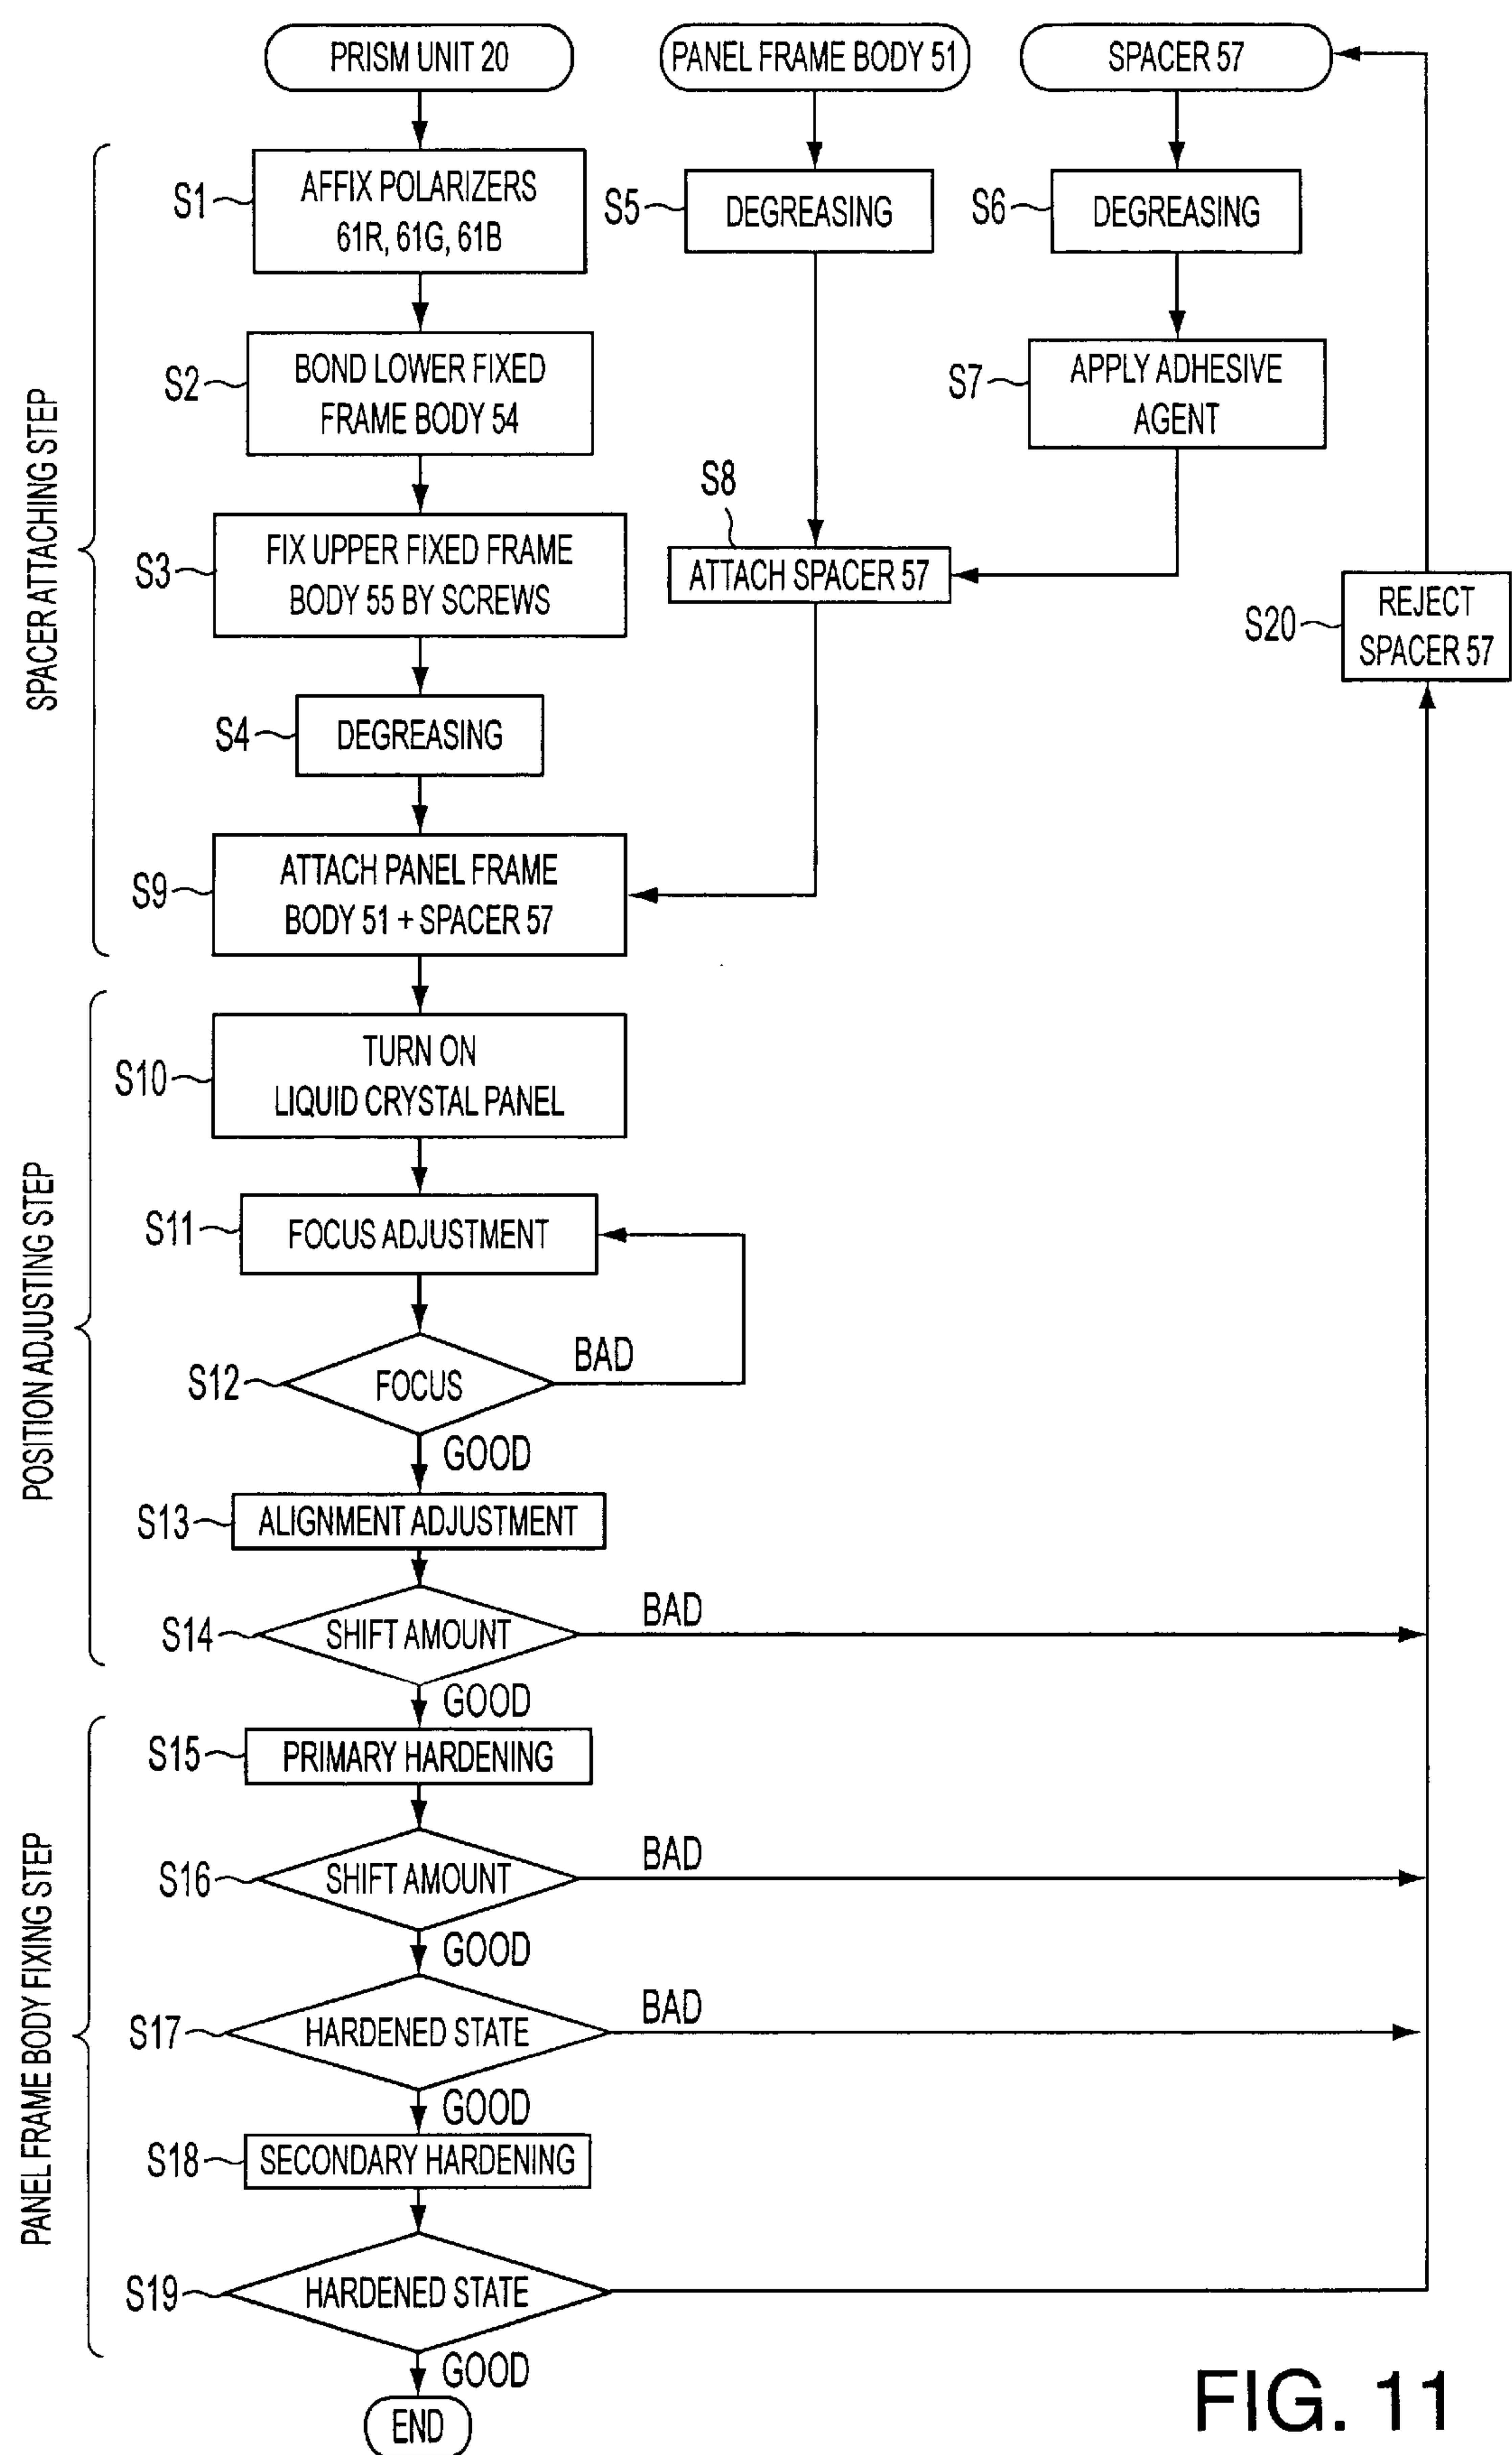 PRISM UNIT 20
PANEL FRAME BODY 51
SPACER 57
SPACER ATTACHING STEP
S1
AFFIX POLARIZERS
61R, 61G, 61B
S5
DEGREASING
S6
DEGREASING
S2
BOND LOWER FIXED
FRAME BODY 54
S7
APPLY ADHESIVE
AGENT
S3
FIX UPPER FIXED FRAME
BODY 55 BY SCREWS
S8
ATTACH SPACER 57
S20
REJECT
SPACER 57
S4
DEGREASING
S9
ATTACH PANEL FRAME
BODY 51 + SPACER 57
POSITION ADJUSTING STEP
S10
TURN ON
LIQUID CRYSTAL PANEL
S11
FOCUS ADJUSTMENT
S12
FOCUS
BAD
GOOD
S13
ALIGNMENT ADJUSTMENT
S14
SHIFT AMOUNT
BAD
GOOD
PANEL FRAME BODY FIXING STEP
S15
PRIMARY HARDENING
S16
SHIFT AMOUNT
BAD
GOOD
S17
HARDENED STATE
BAD
GOOD
S18
SECONDARY HARDENING
S19
HARDENED STATE
GOOD
END
FIG. 11